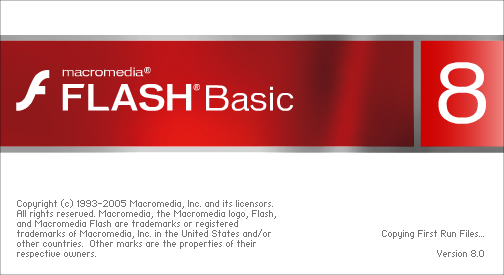 macromedia®
FLASH® Basic
8
Copyright (c) 1993-2005 Macromedia, Inc. and its licensors.
All rights reserved. Macromedia, the Macromedia logo, Flash,
and Macromedia Flash are trademarks or registered
trademarks of Macromedia, Inc. in the United States and/or
other countries. Other marks are the properties of their
respective owners.
Copying First Run Files...
Version 8.0